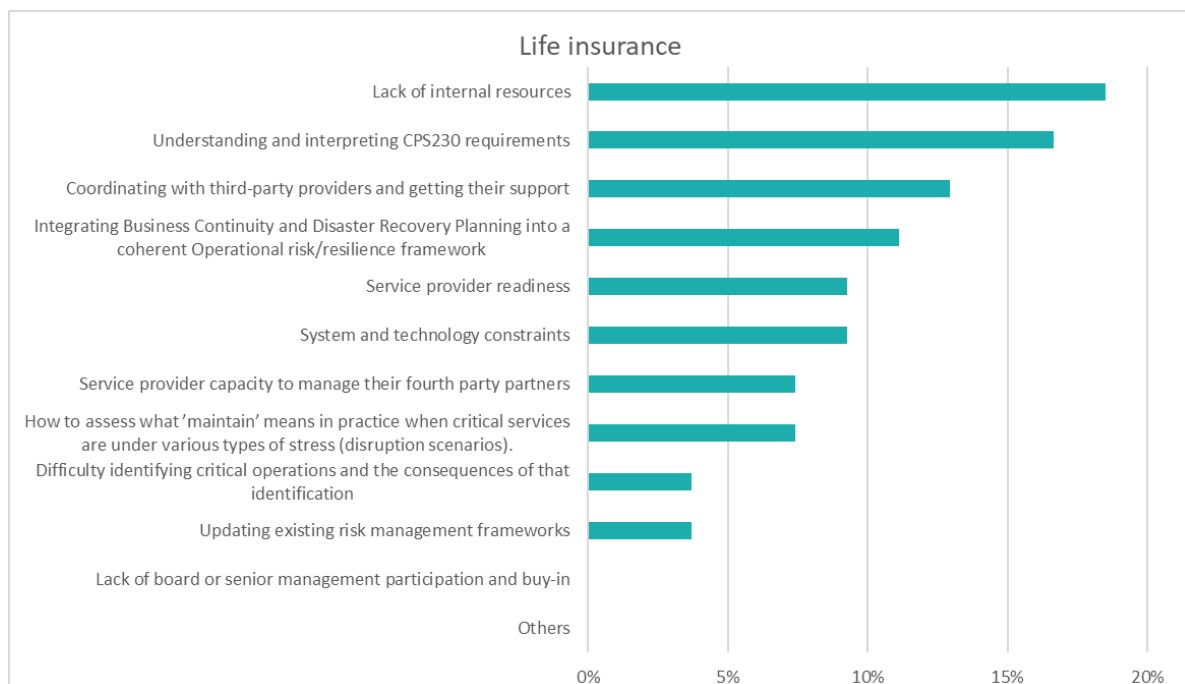 Life insurance
Lack of internal resources
Understanding and interpreting CPS230 requirements
Coordinating with third-party providers and getting their support
Integrating Business Continuity and Disaster Recovery Planning into a
coherent Operational risk/resilience framework
Service provider readiness
System and technology constraints
Service provider capacity to manage their fourth party partners
How to assess what ’maintain’ means in practice when critical services
are under various types of stress (disruption scenarios).
Difficulty identifying critical operations and the consequences of that
identification
Updating existing risk management frameworks
Lack of board or senior management participation and buy-in
Others
0% 5% 10% 15% 20%